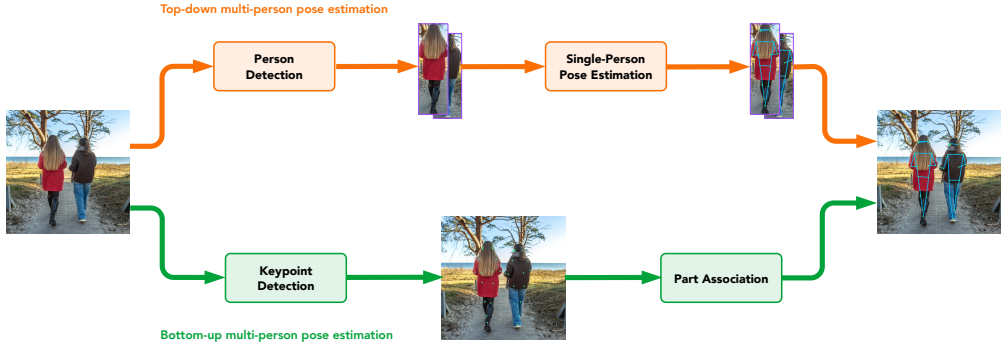 Top-down multi-person pose estimation
Person
Detection
Single-Person
Pose Estimation
Keypoint
Detection
Part Association
Bottom-up multi-person pose estimation